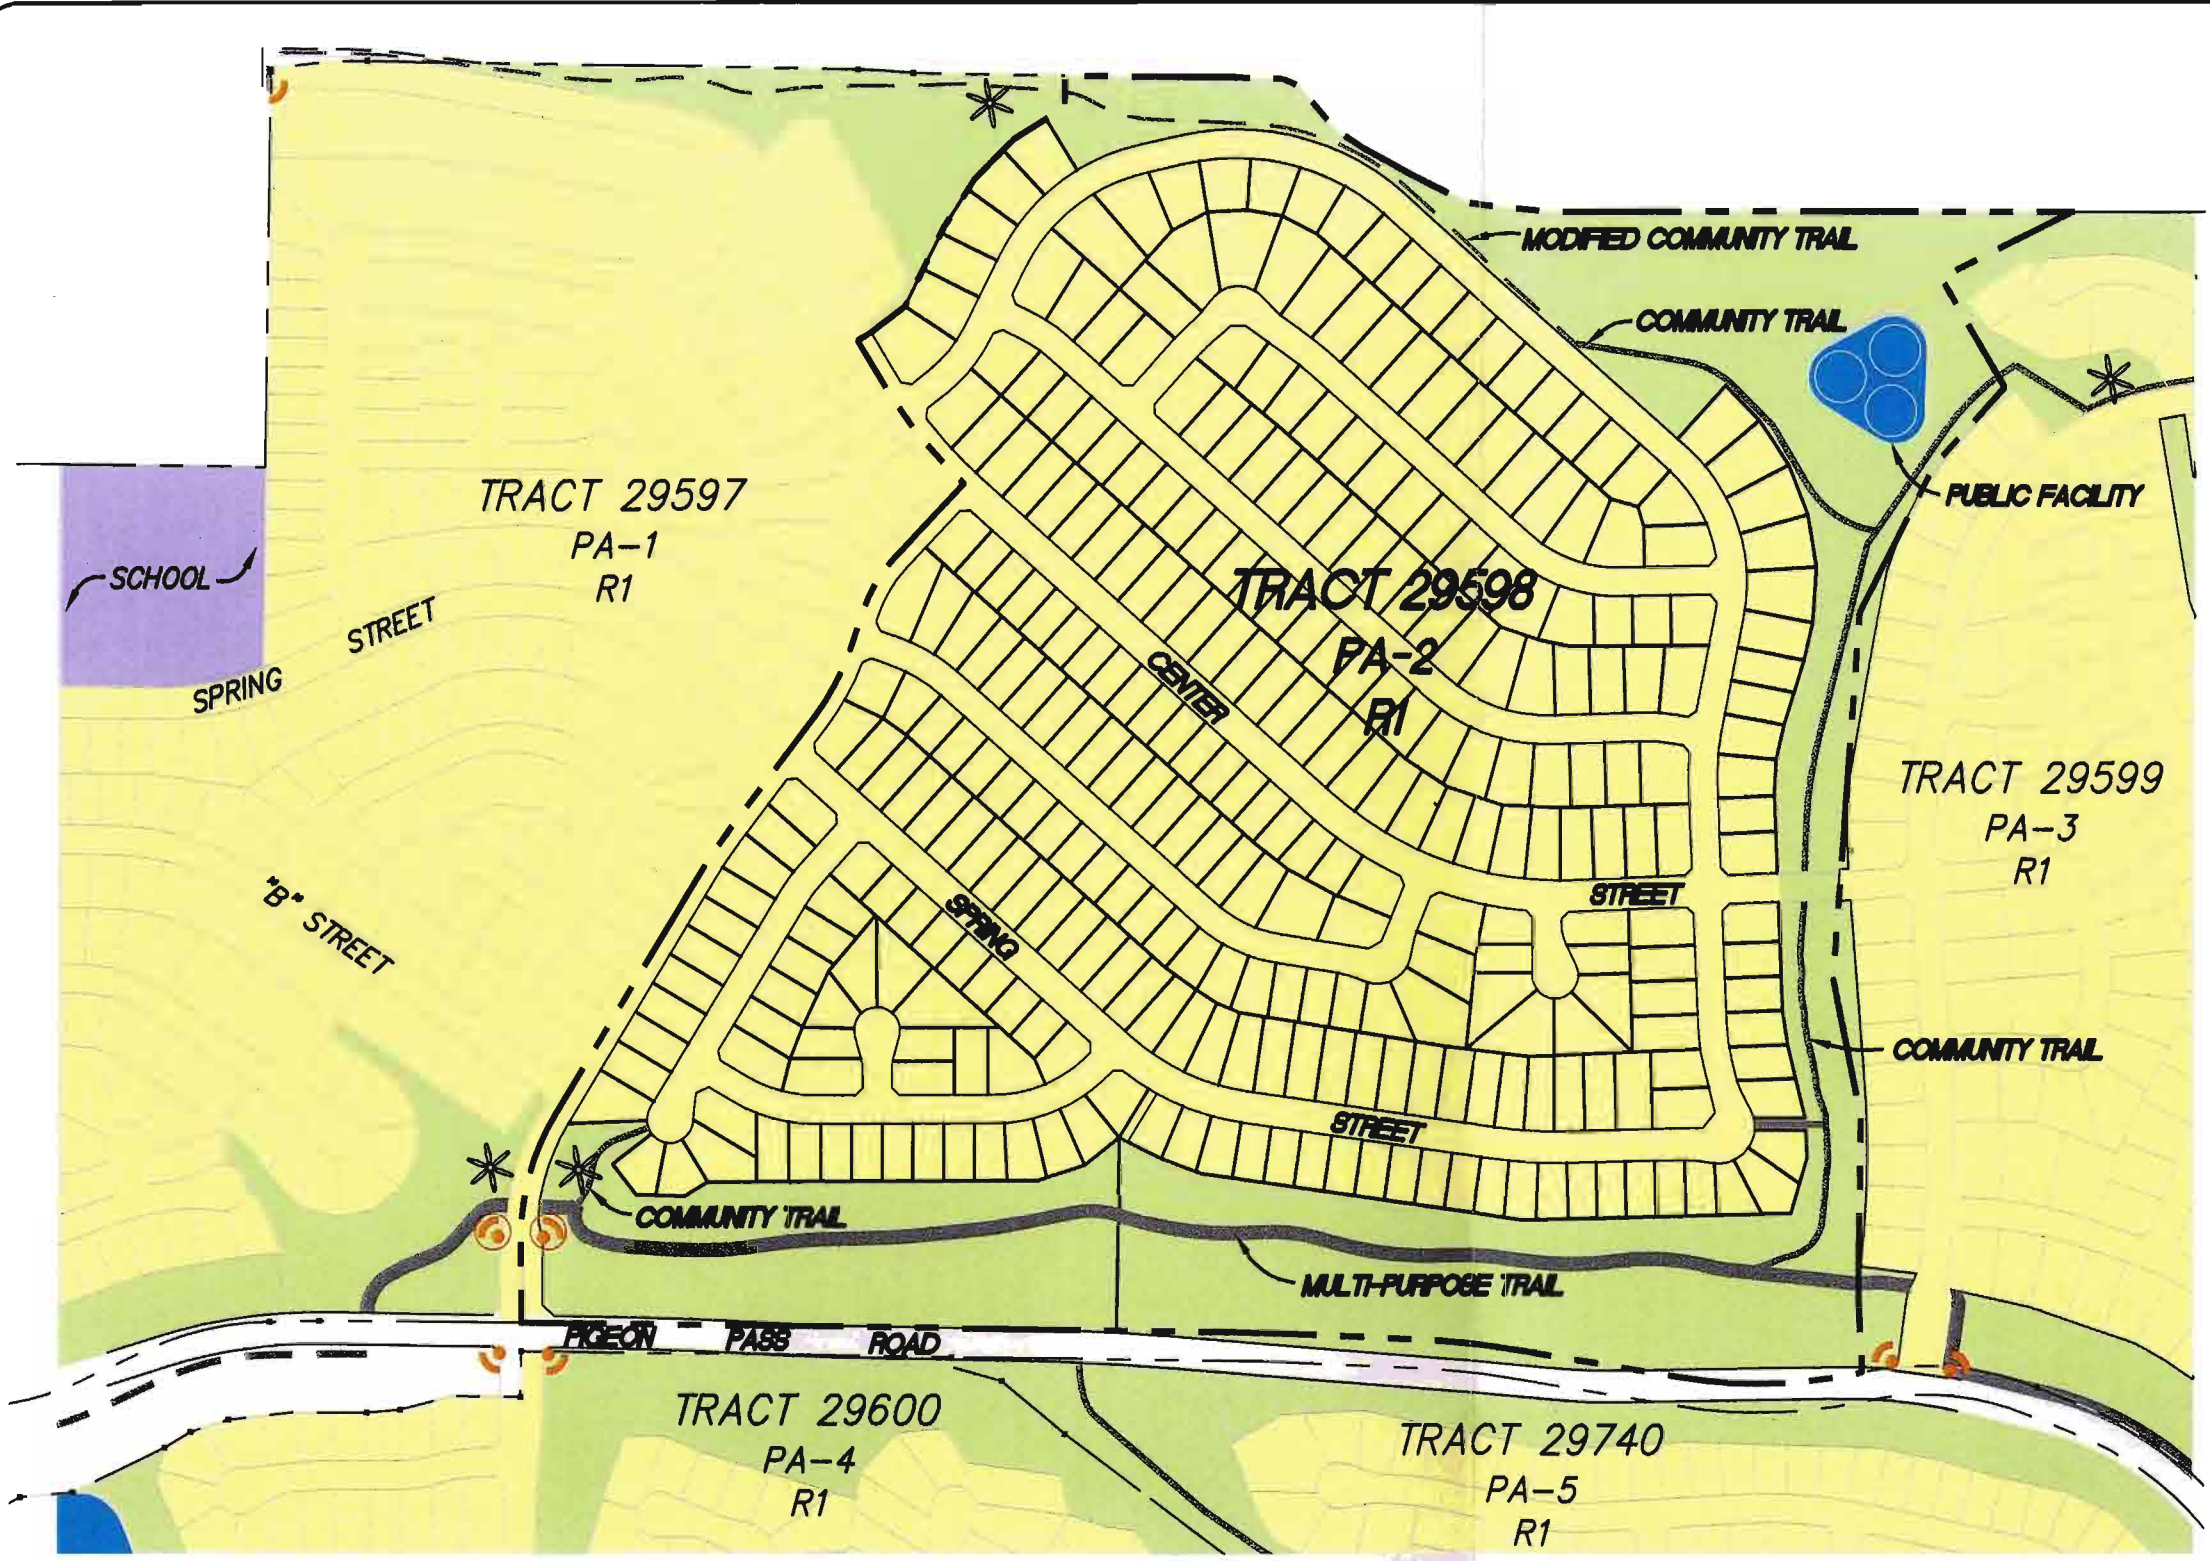 MODIFIED COMMUNITY TRAIL
COMMUNITY TRAIL
PUBLIC FACILITY
TRACT 29597
PA-1
R1
SCHOOL
SPRING STREET
"B" STREET
TRACT 29598
PA-2
R1
CENTER STREET
SPRING STREET
TRACT 29599
PA-3
R1
COMMUNITY TRAIL
COMMUNITY TRAIL
MULTI-PURPOSE TRAIL
PIGEON PASS ROAD
TRACT 29600
PA-4
R1
TRACT 29740
PA-5
R1